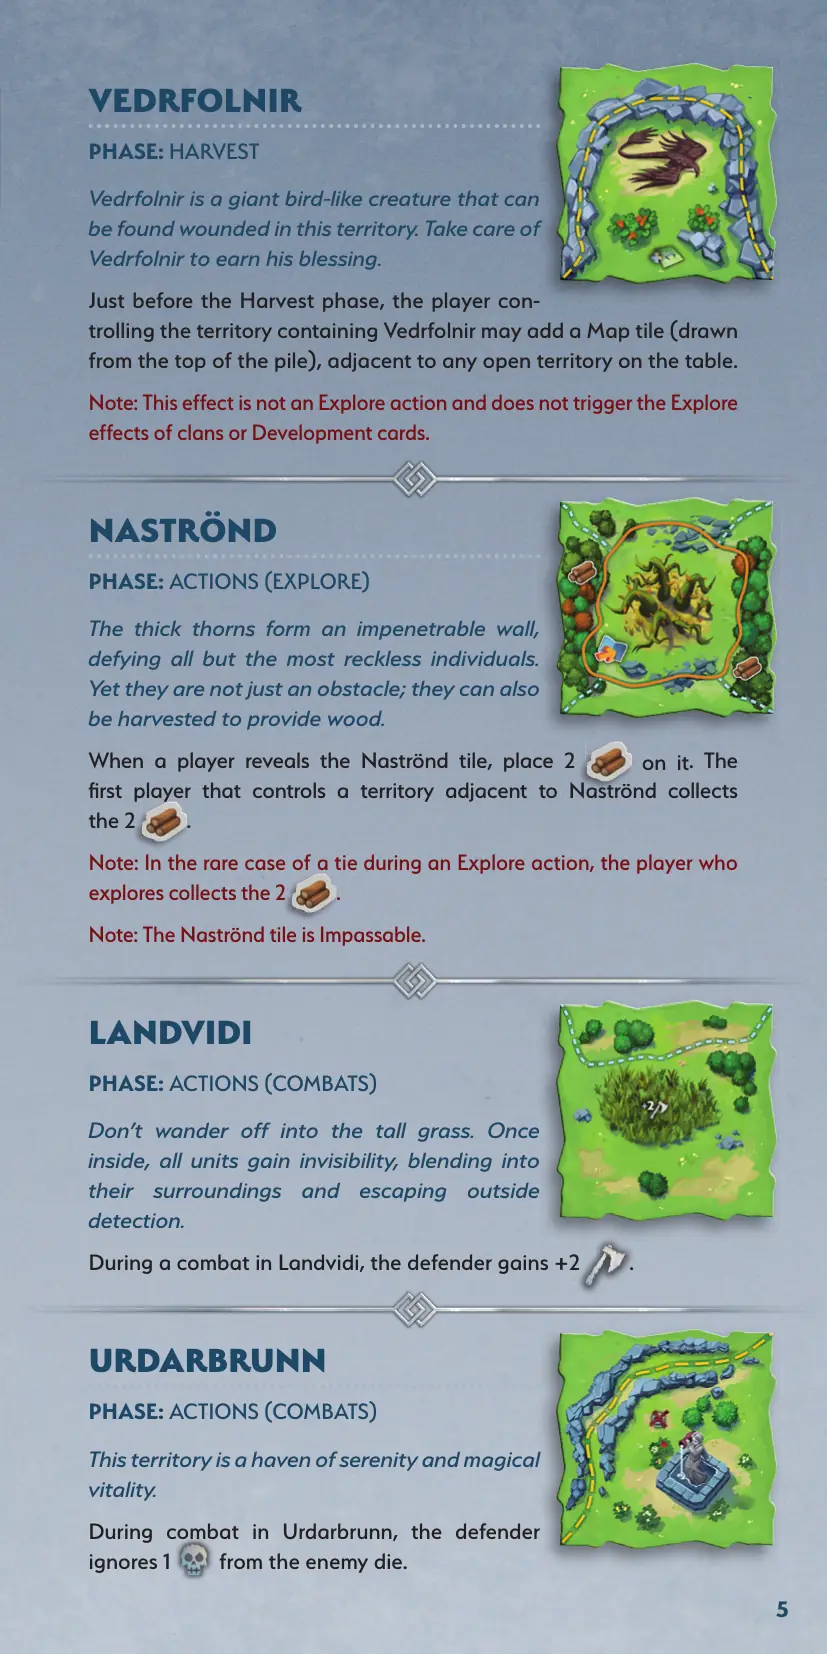 VEDRFOLNIR
PHASE: HARVEST
Vedrfolnir is a giant bird-like creature that can
be found wounded in this territory. Take care of
Vedrfolnir to earn his blessing.
Just before the Harvest phase, the player con-
trolling the territory containing Vedrfolnir may add a Map tile (drawn
from the top of the pile), adjacent to any open territory on the table.
Note: This effect is not an Explore action and does not trigger the Explore
effects of clans or Development cards.
NASTRÖND
PHASE: ACTIONS (EXPLORE)
The thick thorns form an impenetrable wall,
defying all but the most reckless individuals.
Yet they are not just an obstacle; they can also
be harvested to provide wood.
When a player reveals the Naströnd tile, place 2 on it. The
first player that controls a territory adjacent to Naströnd collects
the 2 .
Note: In the rare case of a tie during an Explore action, the player who
explores collects the 2 .
Note: The Naströnd tile is Impassable.
LANDVIDI
PHASE: ACTIONS (COMBATS)
+2
Don't wander off into the tall grass. Once
inside, all units gain invisibility, blending into
their surroundings and escaping outside
detection.
During a combat in Landvidi, the defender gains +2 .
URDARBRUNN
PHASE: ACTIONS (COMBATS)
This territory is a haven of serenity and magical
vitality.
During combat in Urdarbrunn, the defender
ignores 1 from the enemy die.
5